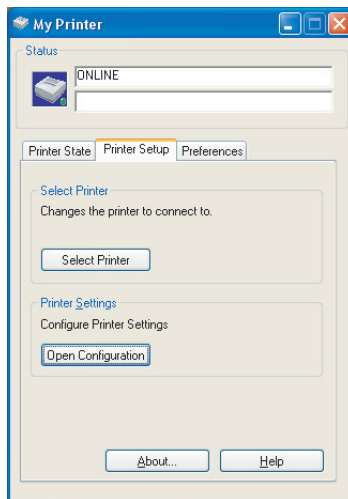 My Printer
Status
ONLINE
Printer State Printer Setup Preferences
Select Printer
Changes the printer to connect to.
Select Printer
Printer Settings
Configure Printer Settings
Open Configuration
About... Help